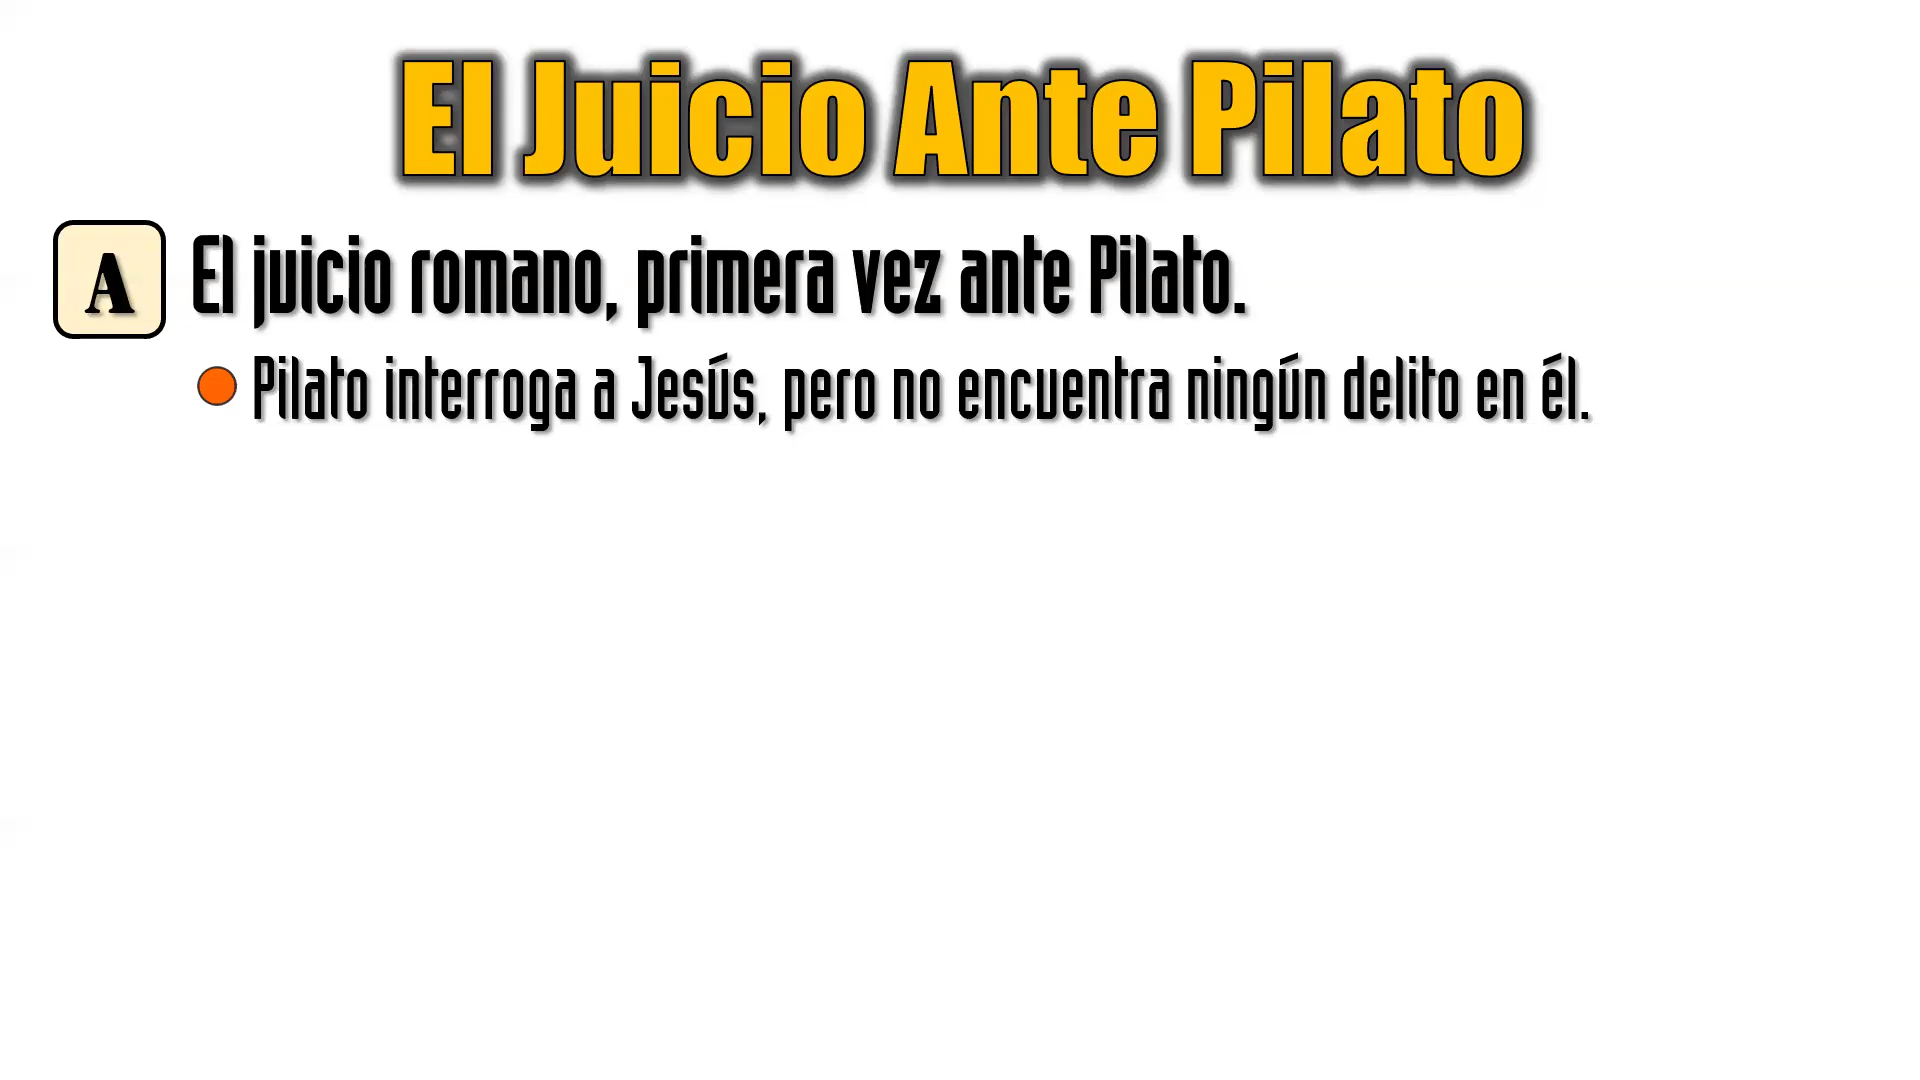 El Juicio Ante Pilato
A El juicio romano, primera vez ante Pilato.
Pilato interroga a Jesús, pero no encuentra ningún delito en él.